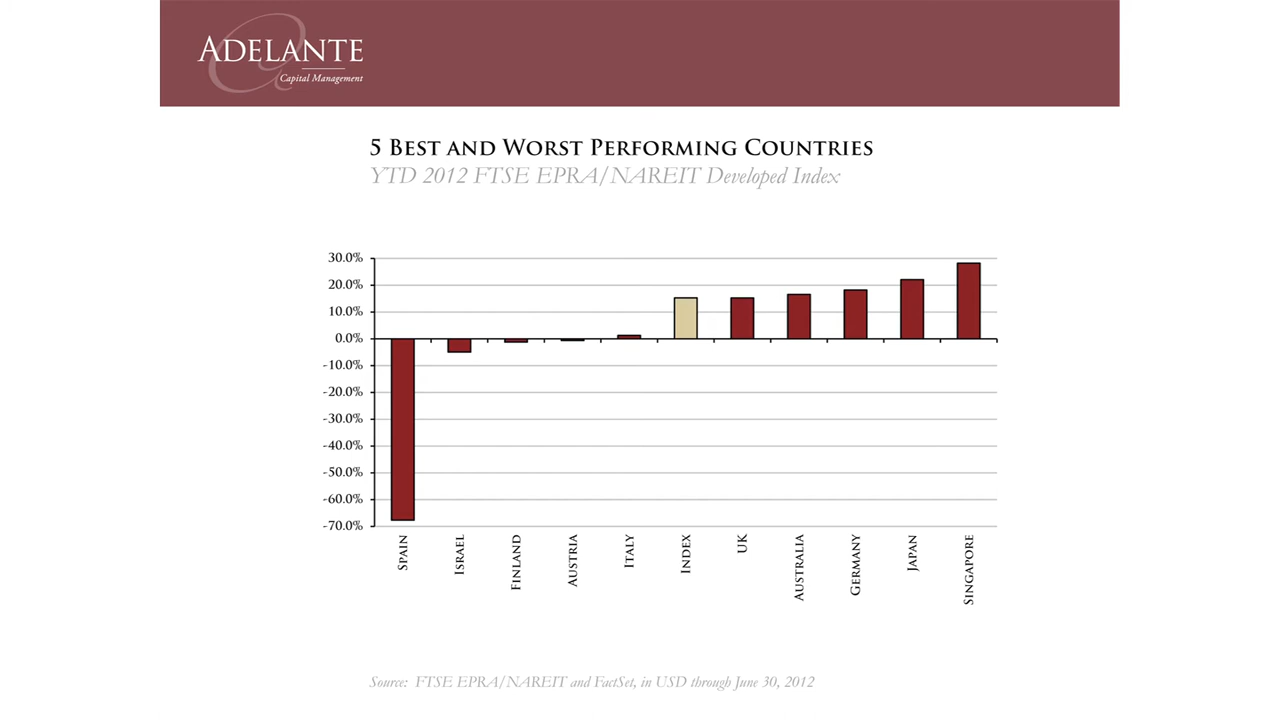 ADELANTE
Capital Management
5 BEST AND WORST PERFORMING COUNTRIES
YTD 2012 FTSE EPRA/NAREIT Developed Index
30.0%
20.0%
10.0%
0.0%
-10.0%
-20.0%
-30.0%
-40.0%
-50.0%
-60.0%
-70.0%
SPAIN
ISRAEL
FINLAND
AUSTRIA
ITALY
INDEX
UK
AUSTRALIA
GERMANY
JAPAN
SINGAPORE
Source: FTSE EPRA/NAREIT and FactSet, in USD through June 30, 2012